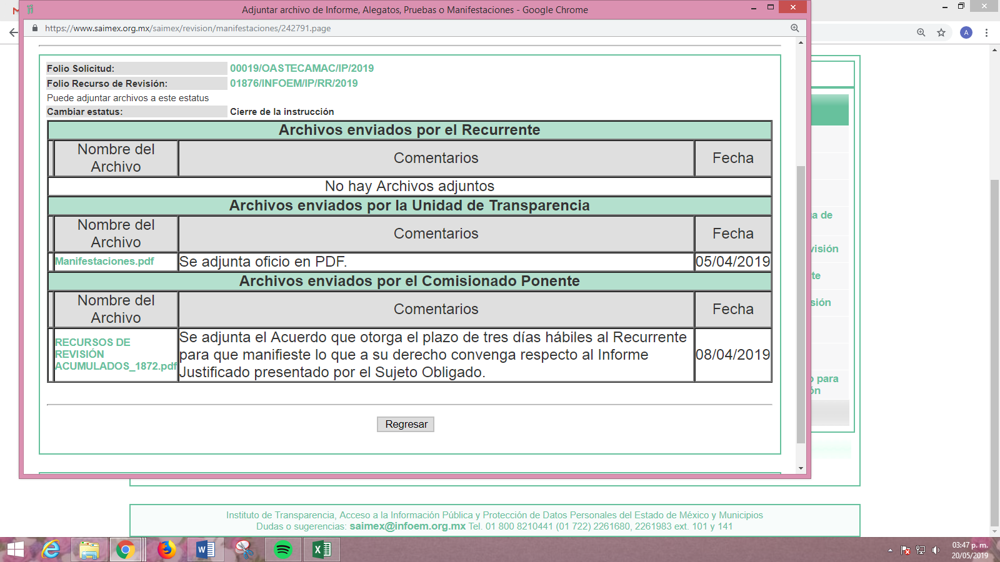 Adjuntar archivo de Informe, Alegatos, Pruebas o Manifestaciones - Google Chrome
https://www.saimex.org.mx/saimex/revision/manifestaciones/242791.page
A
Folio Solicitud: 00019/OASTECAMAC/IP/2019
Folio Recurso de Revisión: 01876/INFOEM/IP/RR/2019
Puede adjuntar archivos a este estatus
Cambiar estatus: Cierre de la instrucción
Archivos enviados por el Recurrente
Nombre del
Archivo
Comentarios
Fecha
No hay Archivos adjuntos
Archivos enviados por la Unidad de Transparencia
Nombre del
Archivo
Comentarios
Fecha
Manifestaciones.pdf
Se adjunta oficio en PDF.
05/04/2019
Archivos enviados por el Comisionado Ponente
Nombre del
Archivo
Comentarios
Fecha
RECURSOS DE
REVISIÓN
ACUMULADOS_1872.pdf
Se adjunta el Acuerdo que otorga el plazo de tres días hábiles al Recurrente
para que manifieste lo que a su derecho convenga respecto al Informe
Justificado presentado por el Sujeto Obligado.
08/04/2019
Regresar
de
visión
te
sión
para
ón
Instituto de Transparencia, Acceso a la Información Pública y Protección de Datos Personales del Estado de México y Municipios
Dudas o sugerencias: saimex@infoem.org.mx Tel. 01 800 8210441 (01 722) 2261680, 2261983 ext. 101 y 141
03:47 p. m.
20/05/2019